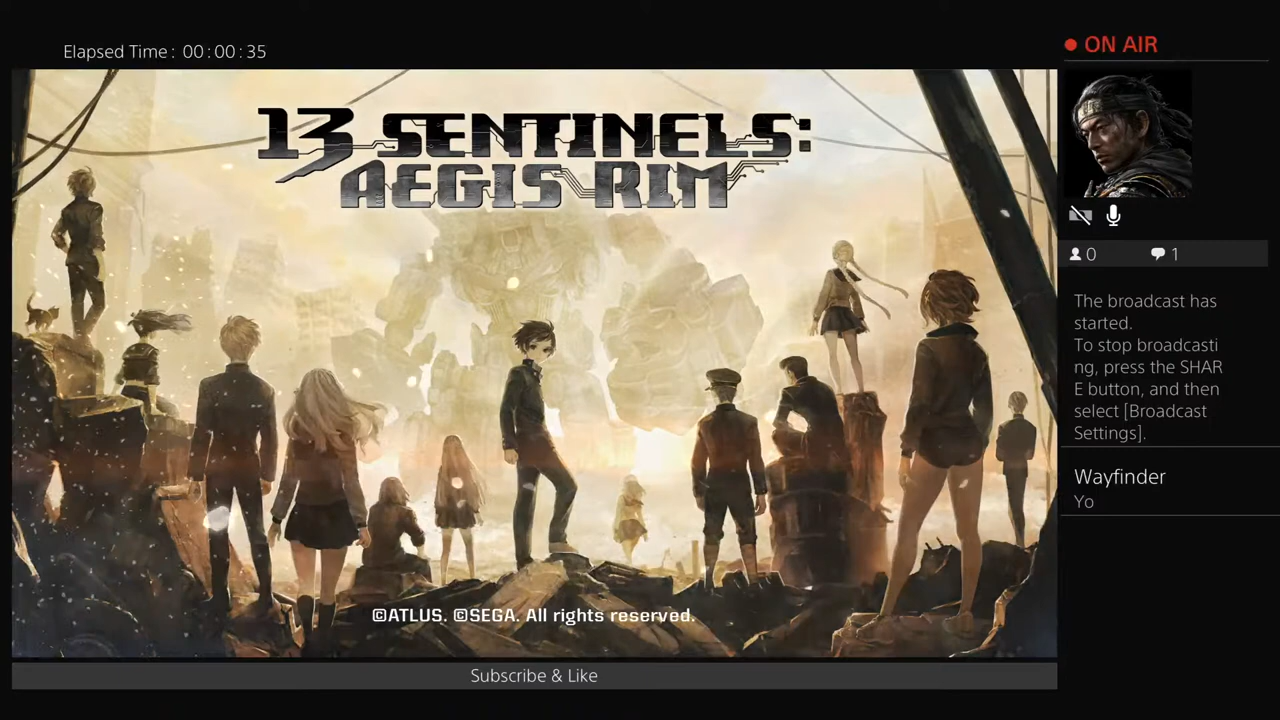 Elapsed Time: 00:00:35
ON AIR
13 SENTINELS:
AEGIS RIM
0
1
The broadcast has
started.
To stop broadcasti
ng, press the SHAR
E button, and then
select [Broadcast
Settings].
Wayfinder
Yo
©ATLUS. ©SEGA. All rights reserved.
Subscribe & Like